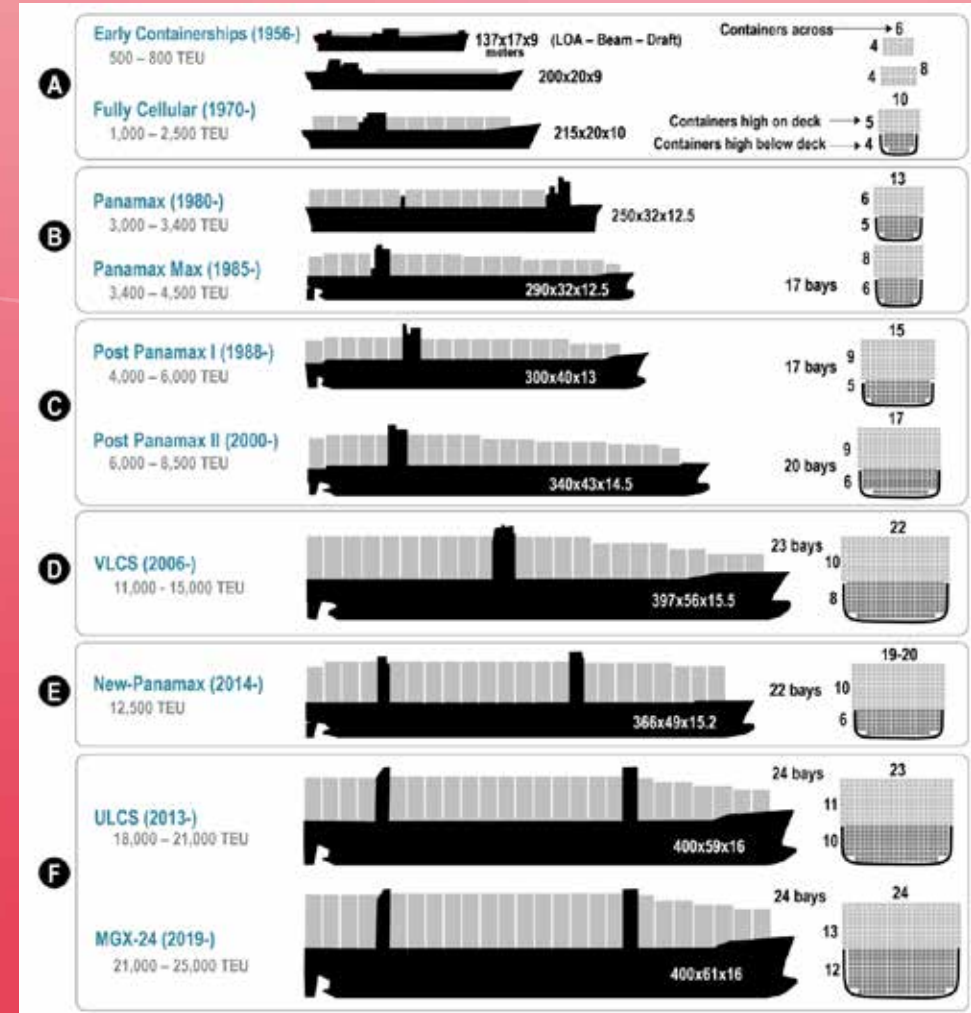 A
Early Containerships (1956-)
500 – 800 TEU
137x17x9 (LOA – Beam – Draft)
meters
200x20x9
Containers across
6
4
4
8
Fully Cellular (1970-)
1,000 – 2,500 TEU
215x20x10
10
Containers high on deck
5
Containers high below deck
4
B
Panamax (1980-)
3,000 – 3,400 TEU
250x32x12.5
13
6
5
Panamax Max (1985-)
3,400 – 4,500 TEU
290x32x12.5
17 bays
8
6
C
Post Panamax I (1988-)
4,000 – 6,000 TEU
300x40x13
17 bays
15
9
5
Post Panamax II (2000-)
6,000 – 8,500 TEU
340x43x14.5
20 bays
17
9
6
D
VLCS (2006-)
11,000 - 15,000 TEU
397x56x15.5
23 bays
22
10
8
E
New-Panamax (2014-)
12,500 TEU
366x49x15.2
22 bays
19-20
10
6
F
ULCS (2013-)
18,000 – 21,000 TEU
400x59x16
24 bays
23
11
10
MGX-24 (2019-)
21,000 – 25,000 TEU
400x61x16
24 bays
24
13
12